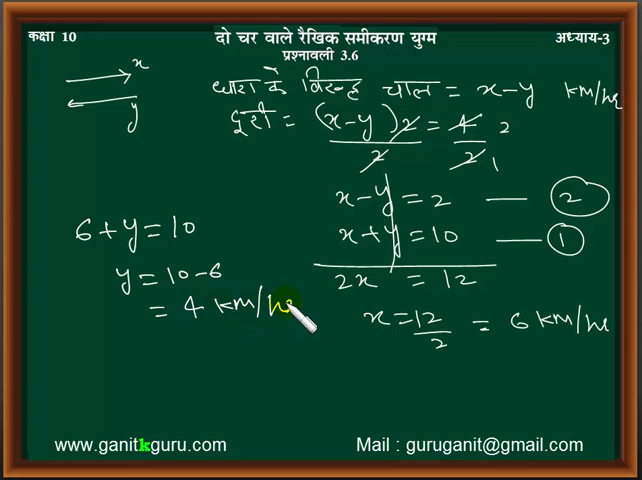 कक्षा 10
दो चर वाले रैखिक समीकरण युग्म
अध्याय-3
प्रश्नावली 3.6
x
y
धारा के विरुद्ध चाल = x-y km/hr
दूरी = (x-y)2/2 = 4/2 2
1
x-y = 2 — 2
x+y = 10 — 1
2x = 12
x = 12/2 = 6 km/hr
6+y = 10
y = 10-6
= 4 km/hr
www.ganitkguru.com
Mail : guruganit@gmail.com